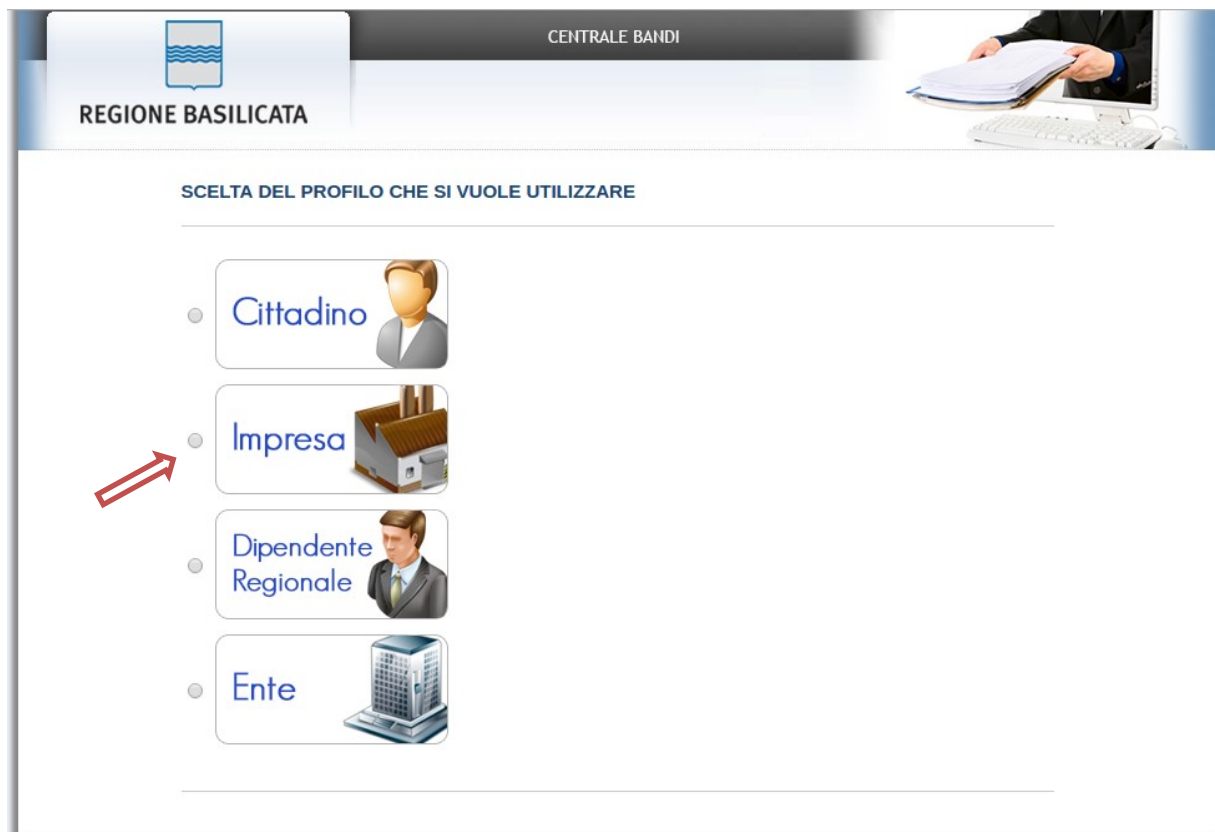 CENTRALE BANDI
REGIONE BASILICATA
SCELTA DEL PROFILO CHE SI VUOLE UTILIZZARE
Cittadino
Impresa
Dipendente
Regionale
Ente